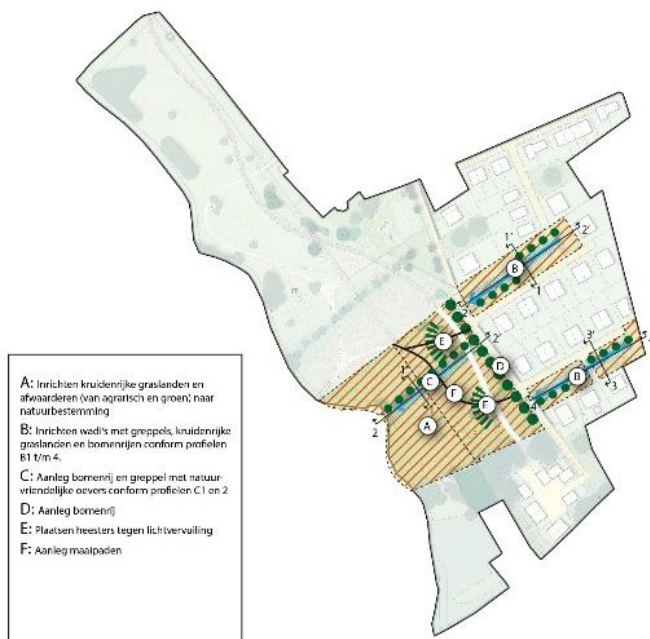 A: Inrichten kruidenrijke graslanden en
afwaarderen (van agrarisch en groen) naar
natuurbestemming
B: Inrichten wadi's met greppels, kruidenrijke
graslanden en bomenrijen conform profielen
B1 t/m 4.
C: Aanleg bomenrij en greppel met natuur-
vriendelijke oevers conform profielen C1 en 2
D: Aanleg bomenrij
E: Plaatsen heesters tegen lichtvervuiling
F: Aanleg maaipaden
1'
2'
B
1
2
E
2'
3'
D
B
3
C
1'
F
E
4
A
2